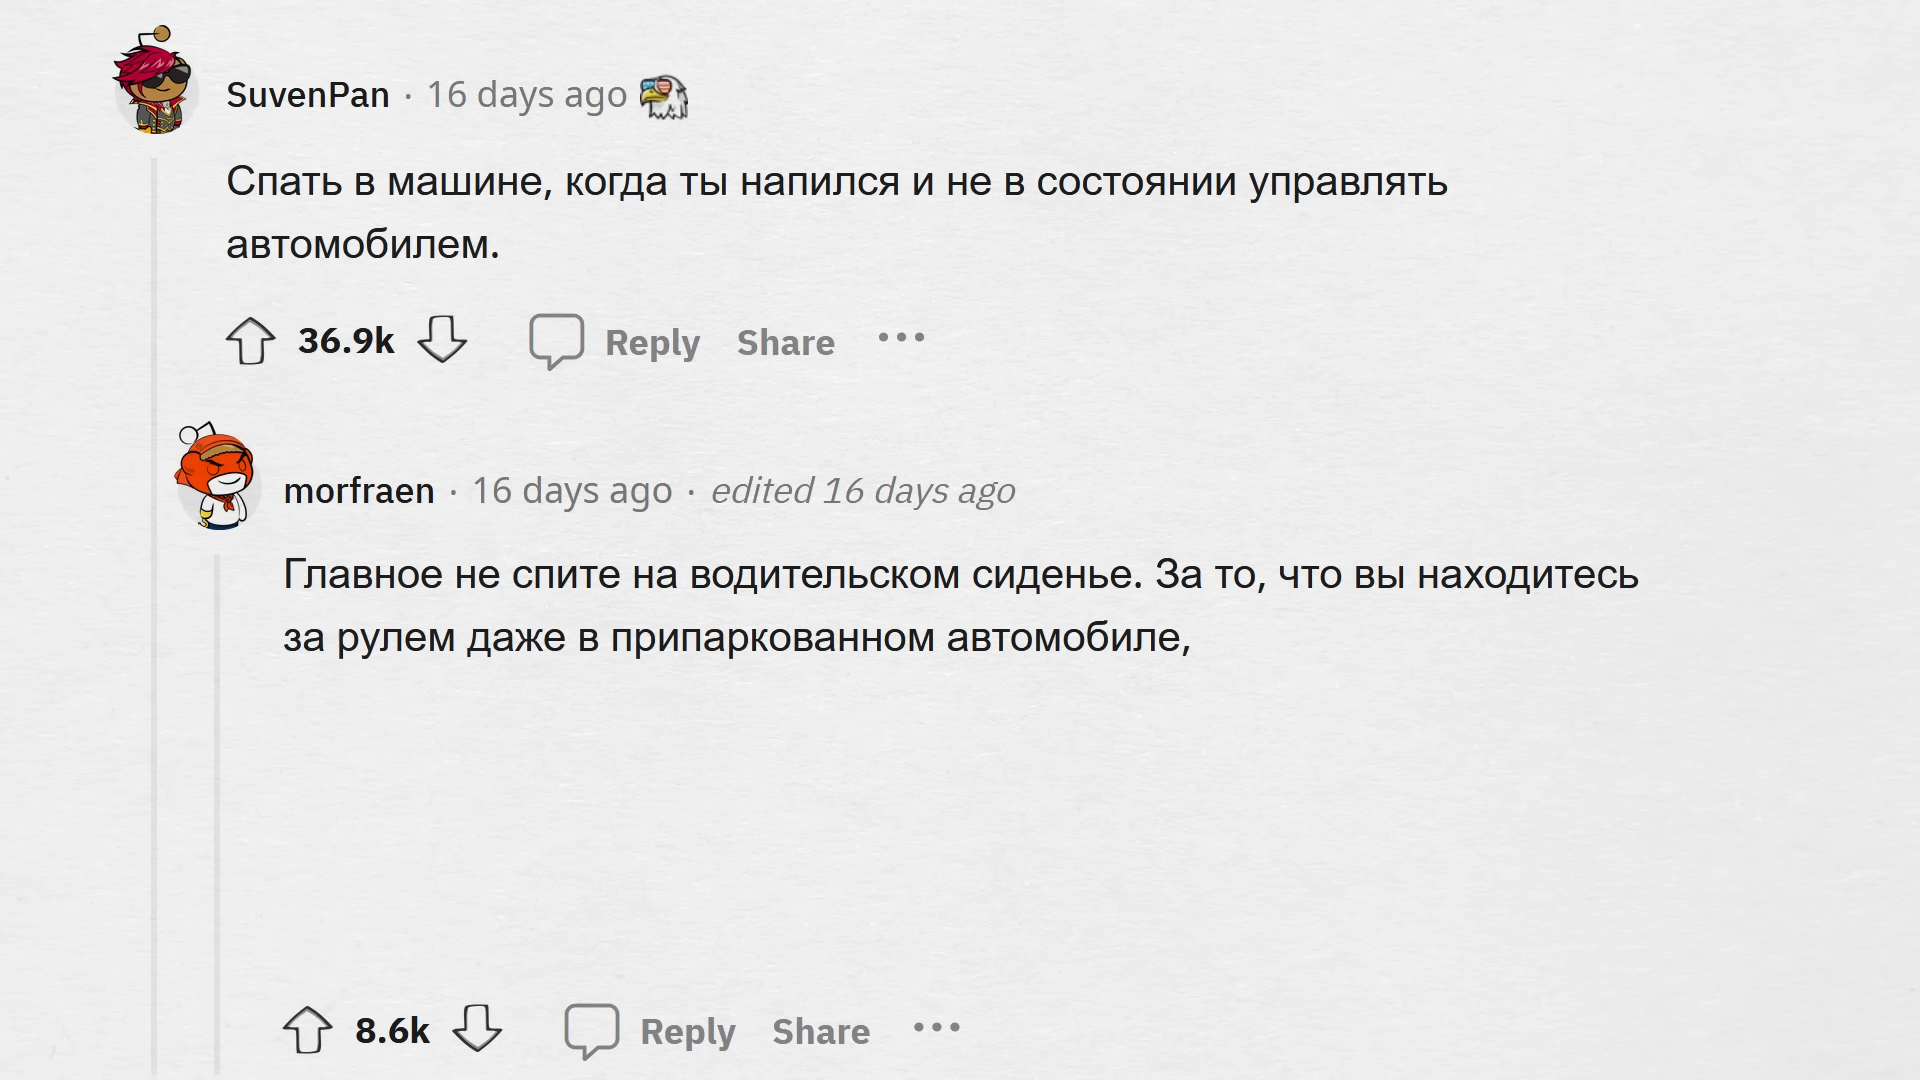 SuvenPan · 16 days ago
Спать в машине, когда ты напился и не в состоянии управлять
автомобилем.
36.9k Reply Share •••
morfraen · 16 days ago · edited 16 days ago
Главное не спите на водительском сиденье. За то, что вы находитесь
за рулем даже в припаркованном автомобиле,
8.6k Reply Share •••